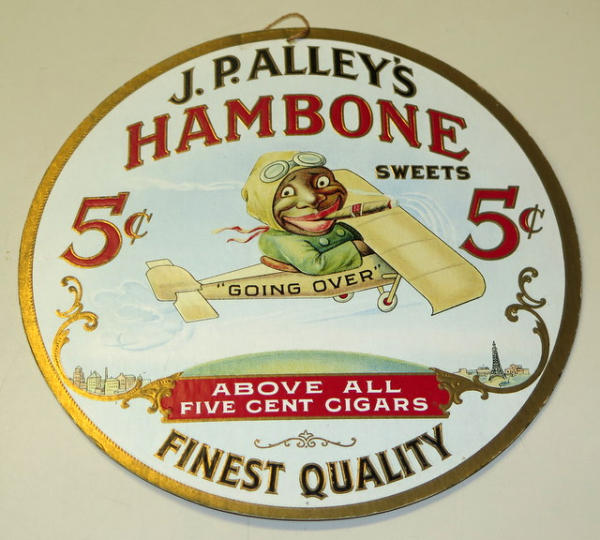 J.P. ALLEY'S
HAMBONE
SWEETS
5¢
5¢
"GOING OVER"
ABOVE ALL
FIVE CENT CIGARS
FINEST QUALITY